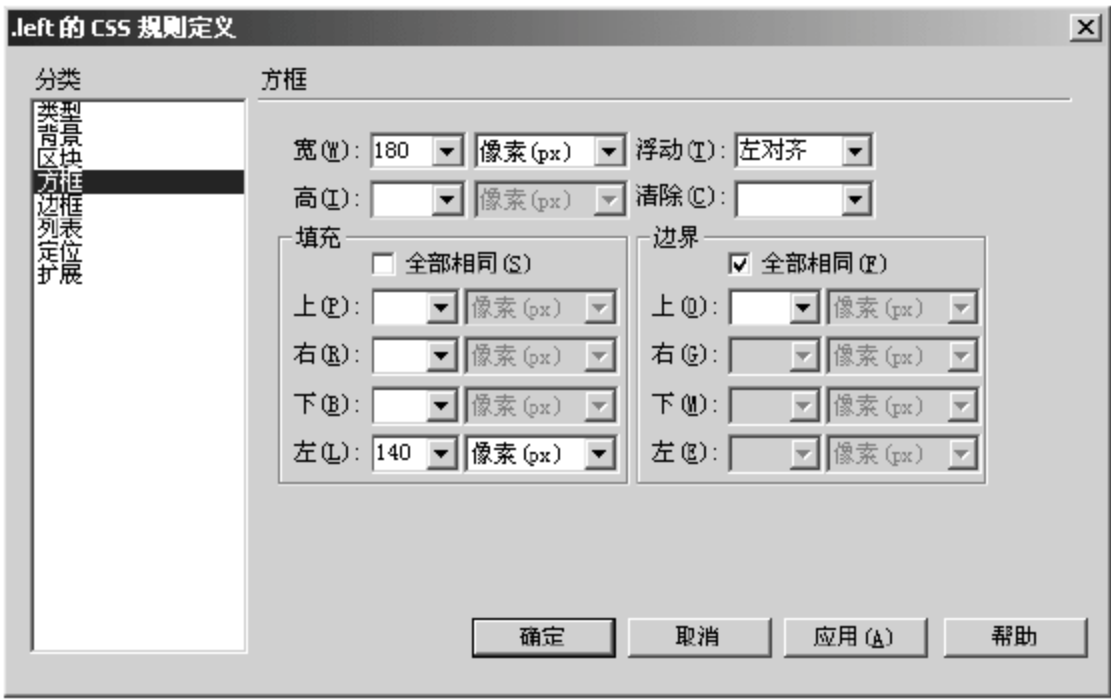 .left 的 CSS 规则定义
分类
类型
背景
区块
方框
边框
列表
定位
扩展
方框
宽(W): 180 像素(px) 浮动(T): 左对齐
高(I): 像素(px) 清除(C):
填充
全部相同(S)
上(P): 像素(px)
右(R): 像素(px)
下(B): 像素(px)
左(L): 140 像素(px)
边界
全部相同(F)
上(O): 像素(px)
右(G): 像素(px)
下(M): 像素(px)
左(E): 像素(px)
确定 取消 应用(A) 帮助